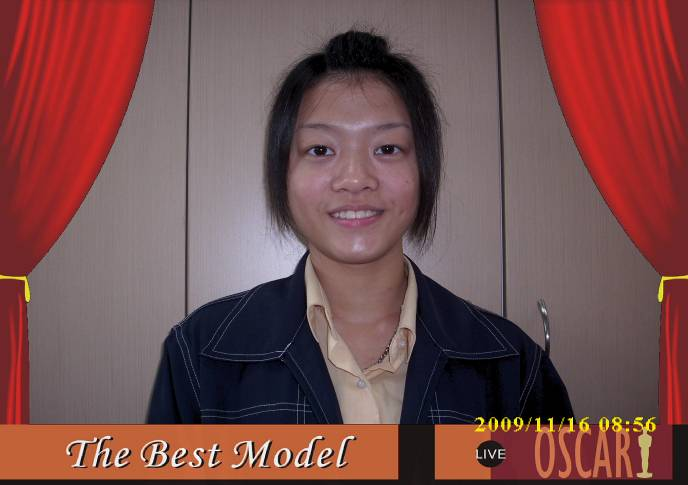 2009/11/16 08:56
The Best Model
LIVE
OSCAR